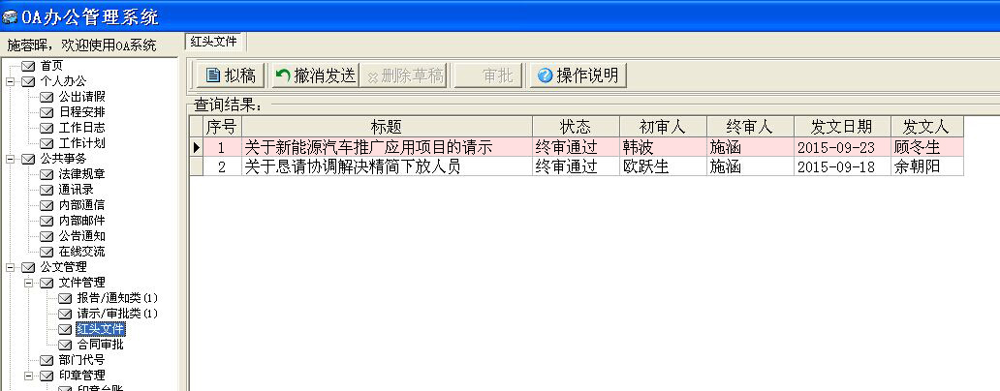 OA办公管理系统
施蓉晖，欢迎使用OA系统
红头文件
首页
个人办公
公出请假
日程安排
工作日志
工作计划
公共事务
法律规章
通讯录
内部通信
内部邮件
公告通知
在线交流
公文管理
文件管理
报告/通知类(1)
请示/审批类(1)
红头文件
合同审批
部门代号
印章管理
印章台账
拟稿 撤消发送 删除草稿 审批 操作说明
查询结果：
序号 标题 状态 初审人 终审人 发文日期 发文人
1 关于新能源汽车推广应用项目的请示 终审通过 韩波 施涵 2015-09-23 顾冬生
2 关于恳请协调解决精简下放人员 终审通过 欧跃生 施涵 2015-09-18 余朝阳